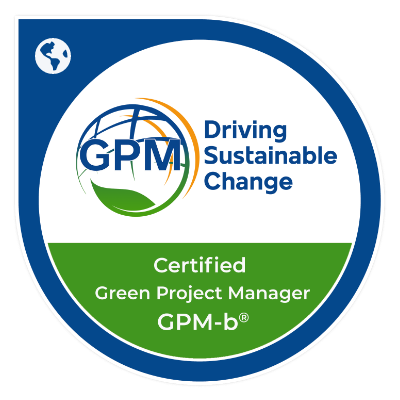 GPM
Driving
Sustainable
Change
Certified
Green Project Manager
GPM-b®